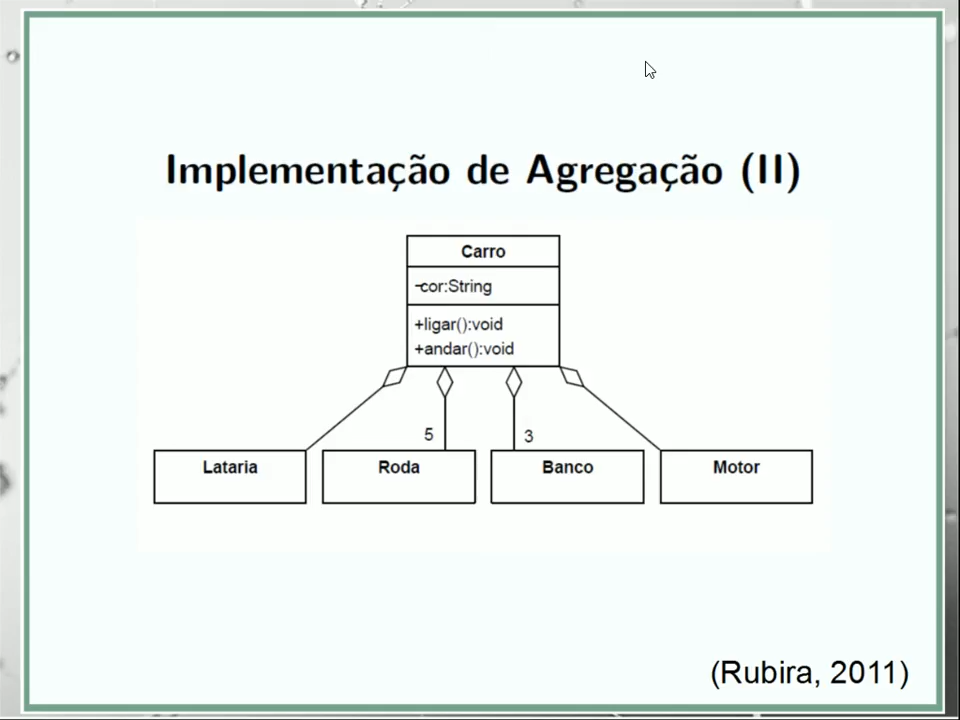 Implementação de Agregação (II)
Carro
-cor:String
+ligar():void
+andar():void
5
3
Lataria
Roda
Banco
Motor
(Rubira, 2011)